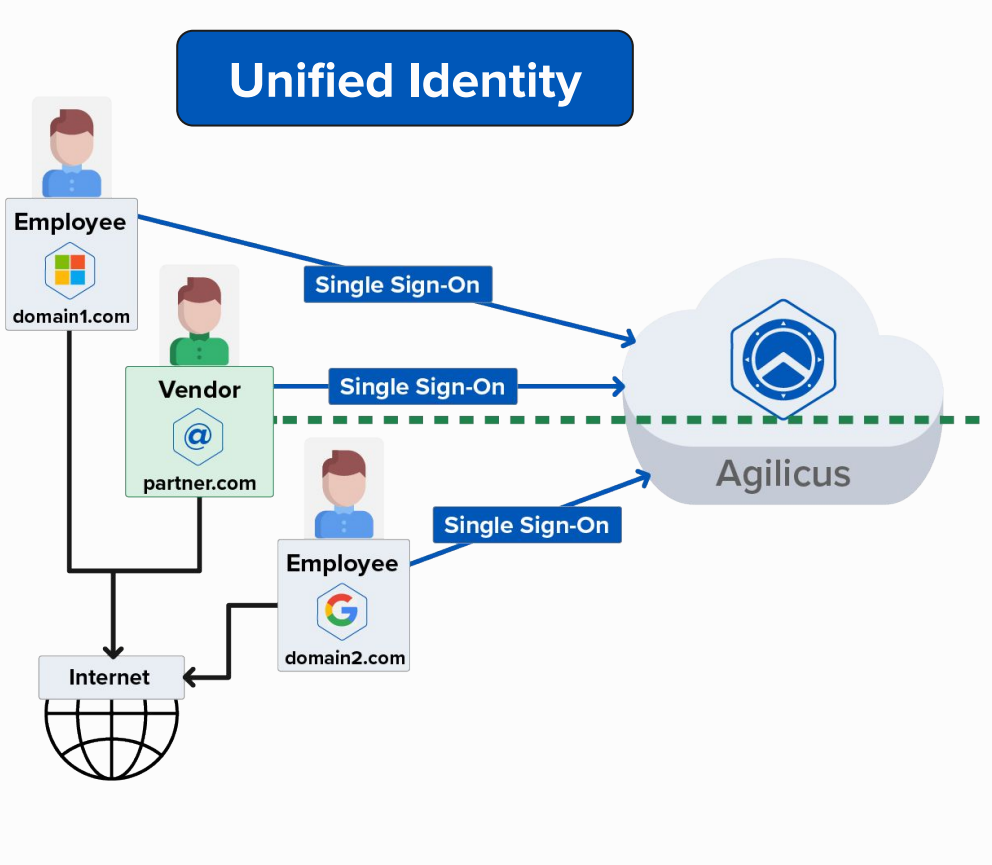 Unified Identity
Employee
domain1.com
Single Sign-On
Vendor
@
partner.com
Single Sign-On
Agilicus
Single Sign-On
Employee
G
domain2.com
Internet